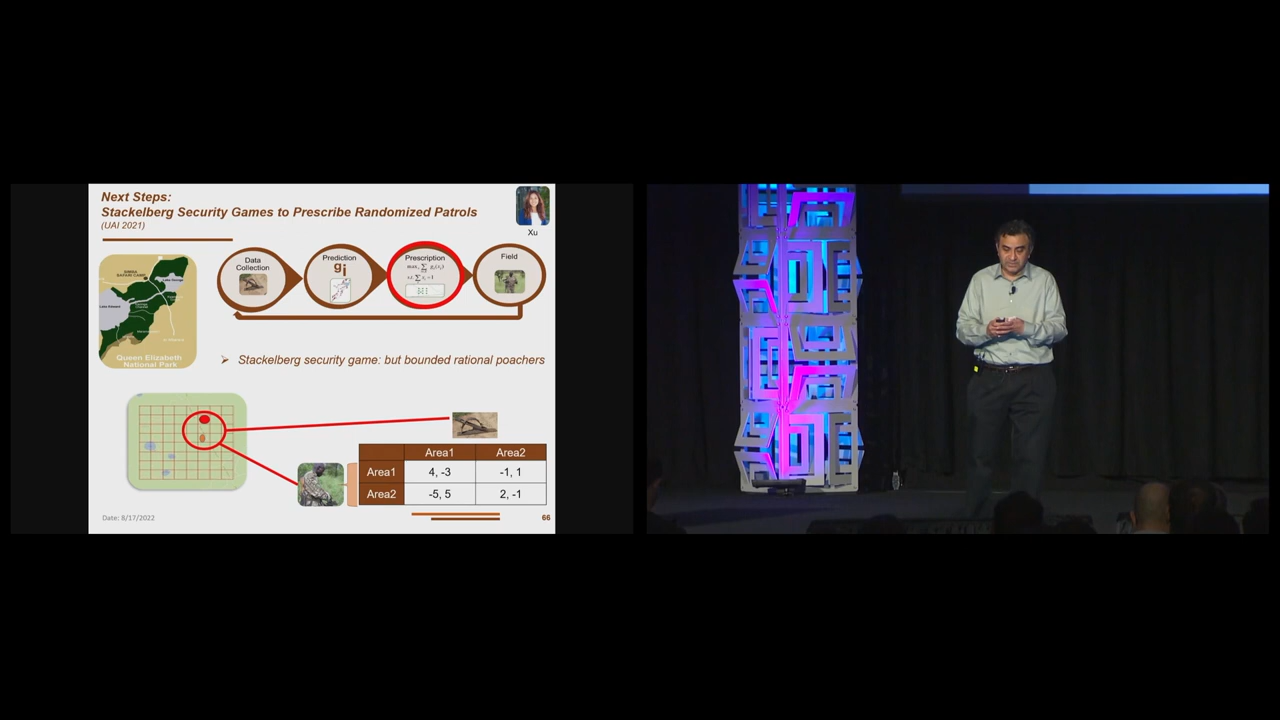 Next Steps:
Stackelberg Security Games to Prescribe Randomized Patrols
(UAI 2021)
Xu
Data
Collection
Prediction
gi
Prescription
Field
Queen Elizabeth
National Park
➢ Stackelberg security game: but bounded rational poachers
Area1 Area2
Area1 4, -3 -1, 1
Area2 -5, 5 2, -1
Date: 8/17/2022
66